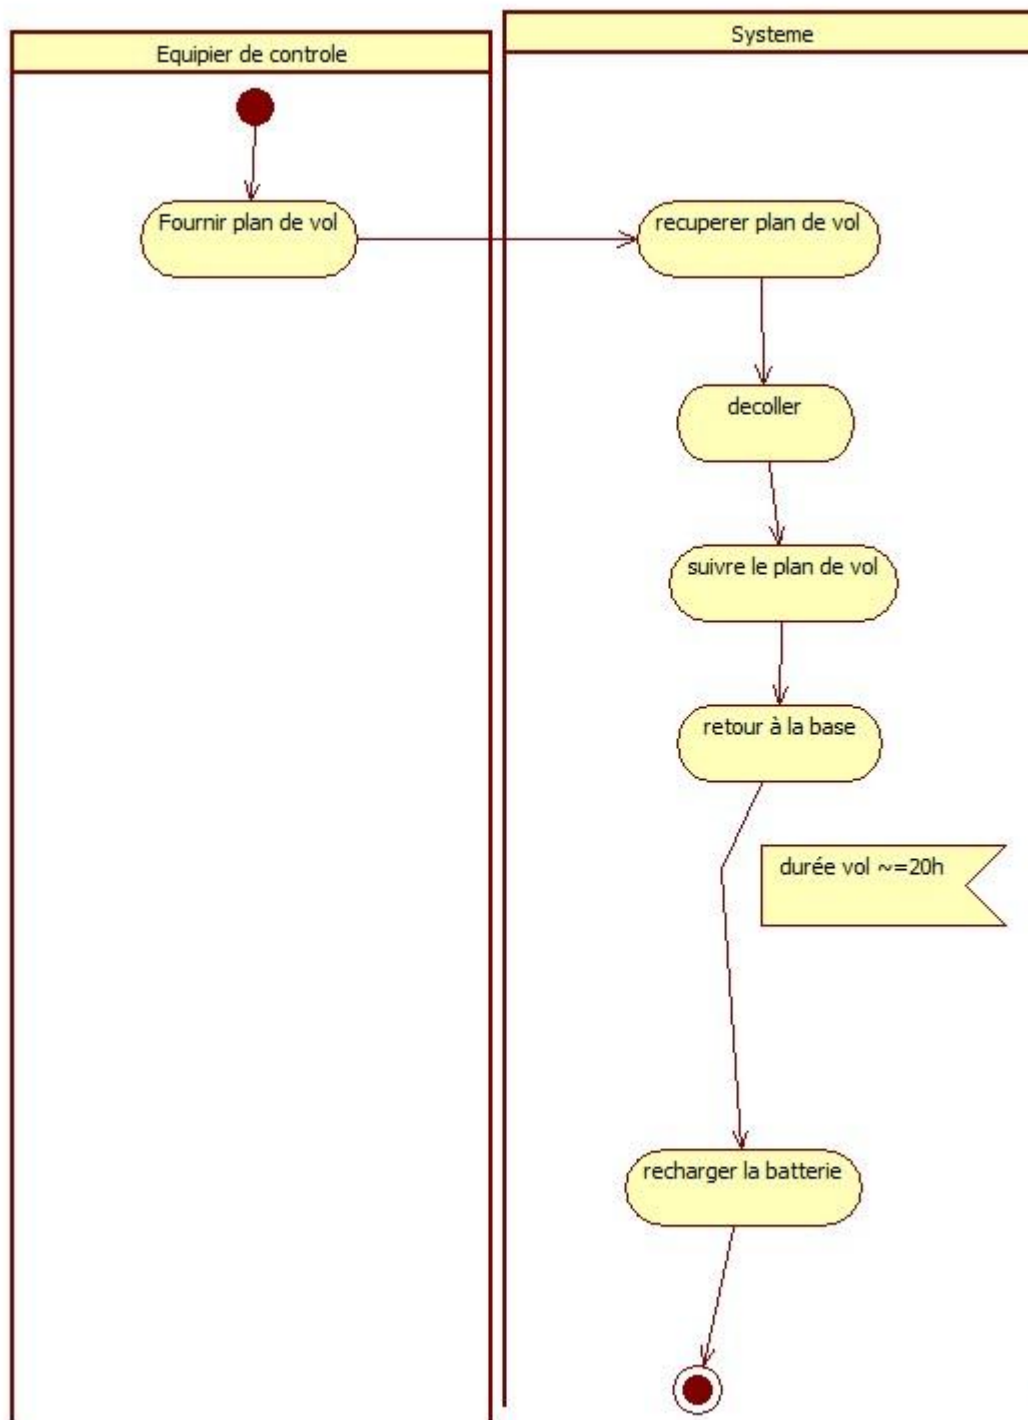 Equipier de controle
Systeme
Fournir plan de vol
recuperer plan de vol
decoller
suivre le plan de vol
retour à la base
durée vol ~=20h
recharger la batterie